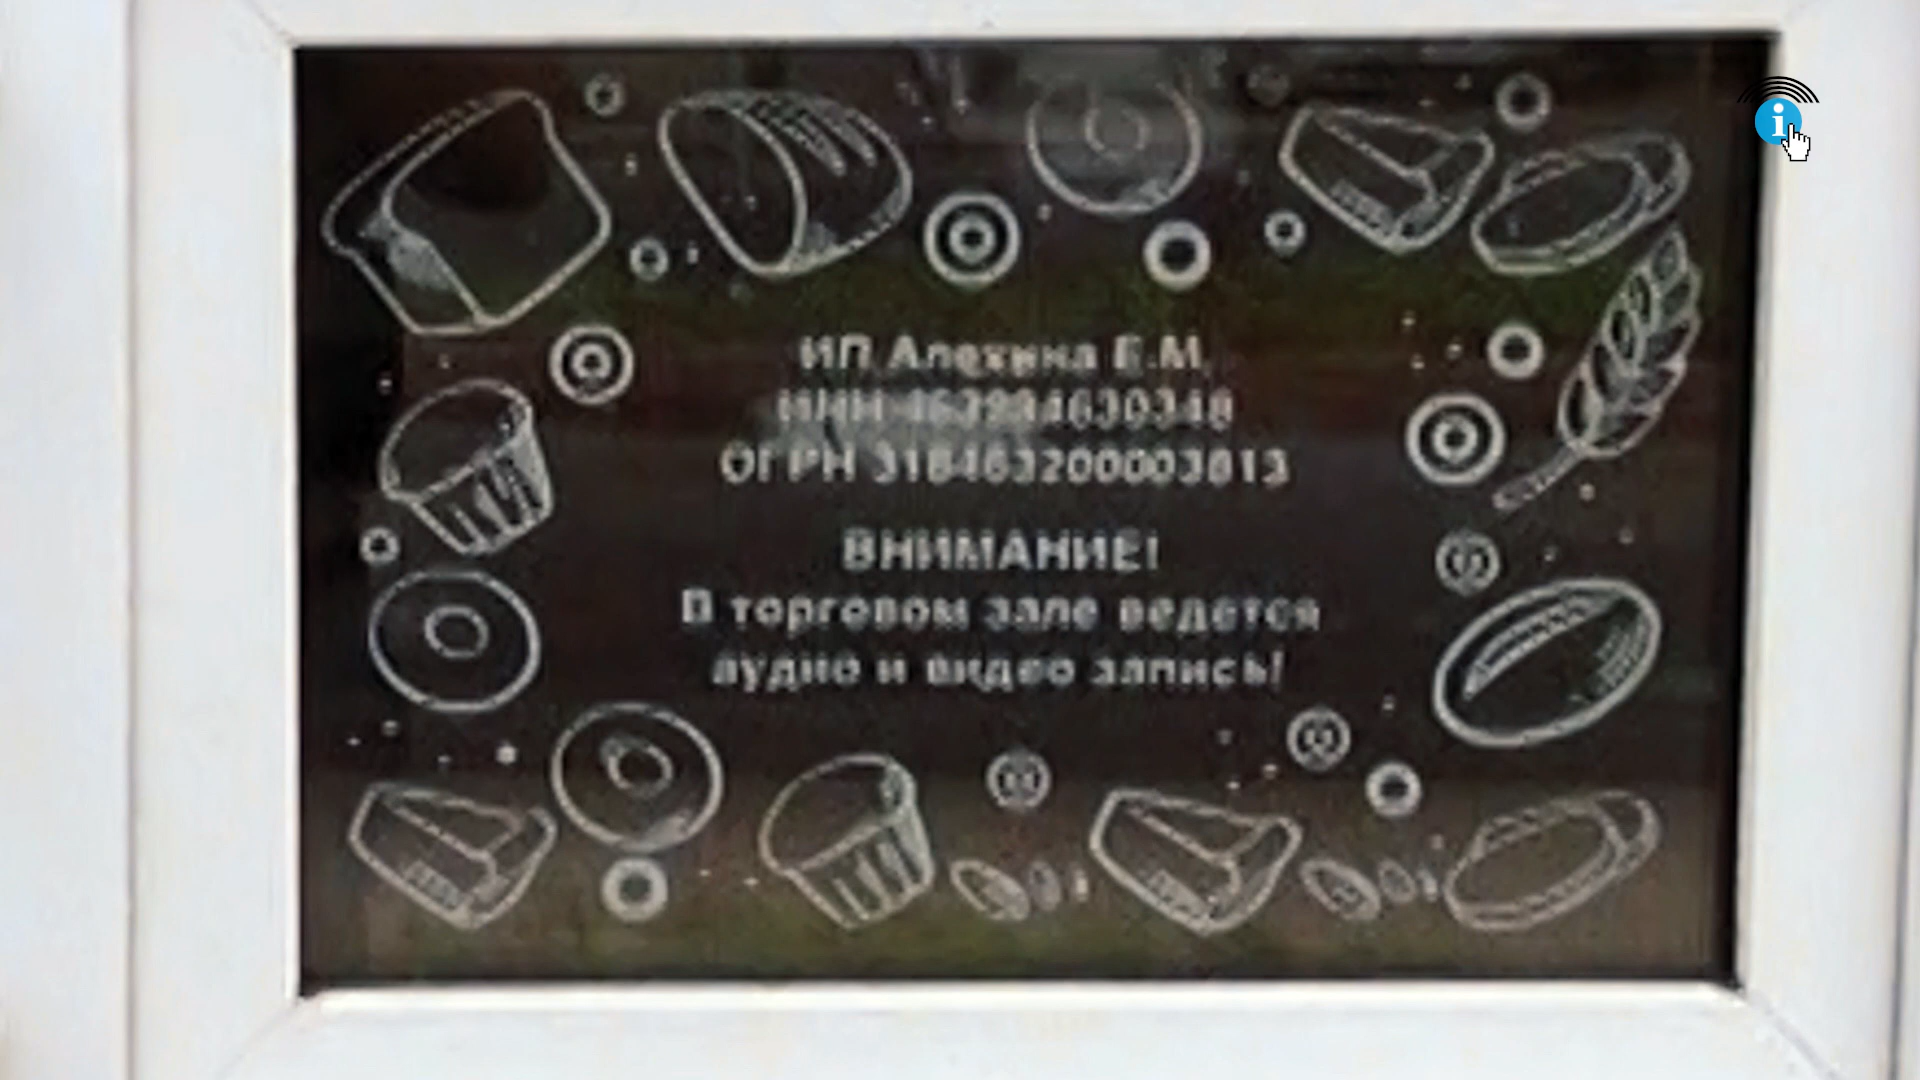 ИП Алехина Е.М.
ИНН
ОГРН 318463200003813
ВНИМАНИЕ!
В торговом зале ведется
аудио и видео запись!